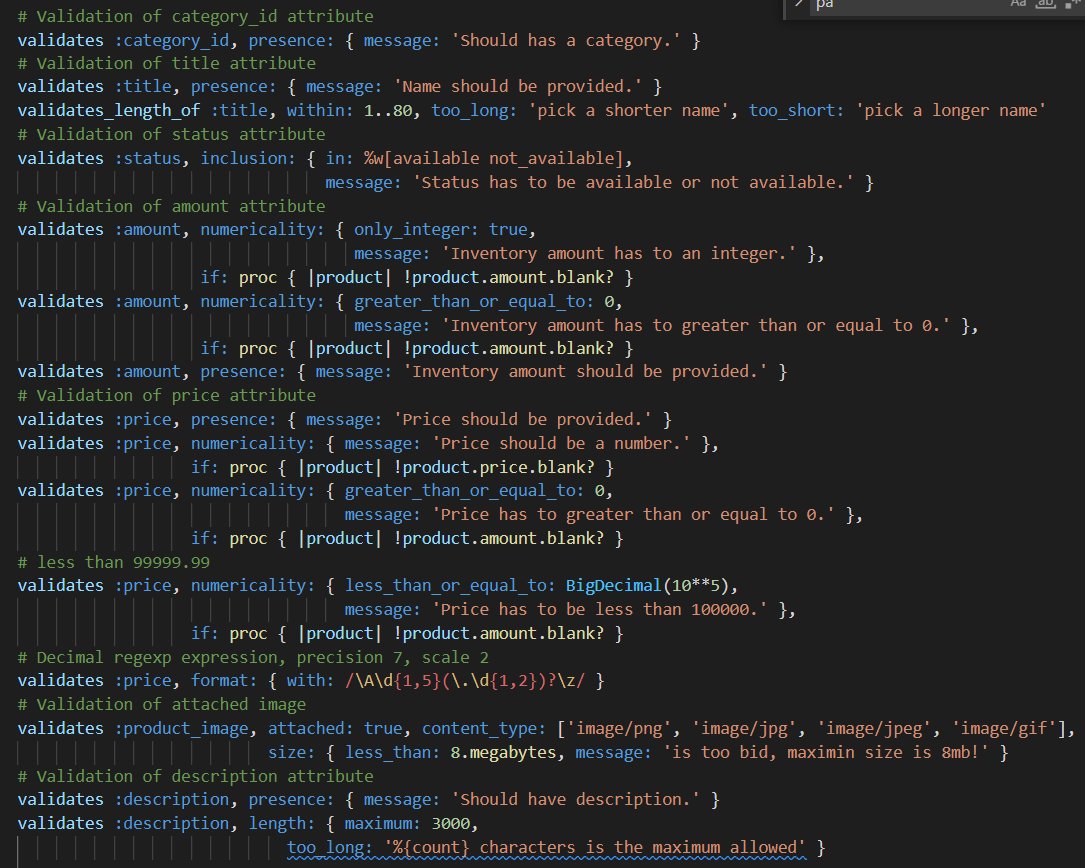 pa
Aa ab
# Validation of category_id attribute
validates :category_id, presence: { message: 'Should has a category.' }
# Validation of title attribute
validates :title, presence: { message: 'Name should be provided.' }
validates_length_of :title, within: 1..80, too_long: 'pick a shorter name', too_short: 'pick a longer name'
# Validation of status attribute
validates :status, inclusion: { in: %w[available not_available],
message: 'Status has to be available or not available.' }
# Validation of amount attribute
validates :amount, numericality: { only_integer: true,
message: 'Inventory amount has to an integer.' },
if: proc { |product| !product.amount.blank? }
validates :amount, numericality: { greater_than_or_equal_to: 0,
message: 'Inventory amount has to greater than or equal to 0.' },
if: proc { |product| !product.amount.blank? }
validates :amount, presence: { message: 'Inventory amount should be provided.' }
# Validation of price attribute
validates :price, presence: { message: 'Price should be provided.' }
validates :price, numericality: { message: 'Price should be a number.' },
if: proc { |product| !product.price.blank? }
validates :price, numericality: { greater_than_or_equal_to: 0,
message: 'Price has to greater than or equal to 0.' },
if: proc { |product| !product.amount.blank? }
# less than 99999.99
validates :price, numericality: { less_than_or_equal_to: BigDecimal(10**5),
message: 'Price has to be less than 100000.' },
if: proc { |product| !product.amount.blank? }
# Decimal regexp expression, precision 7, scale 2
validates :price, format: { with: /\A\d{1,5}(\.\d{1,2})?\z/ }
# Validation of attached image
validates :product_image, attached: true, content_type: ['image/png', 'image/jpg', 'image/jpeg', 'image/gif'],
size: { less_than: 8.megabytes, message: 'is too bid, maximin size is 8mb!' }
# Validation of description attribute
validates :description, presence: { message: 'Should have description.' }
validates :description, length: { maximum: 3000,
too_long: '%{count} characters is the maximum allowed' }